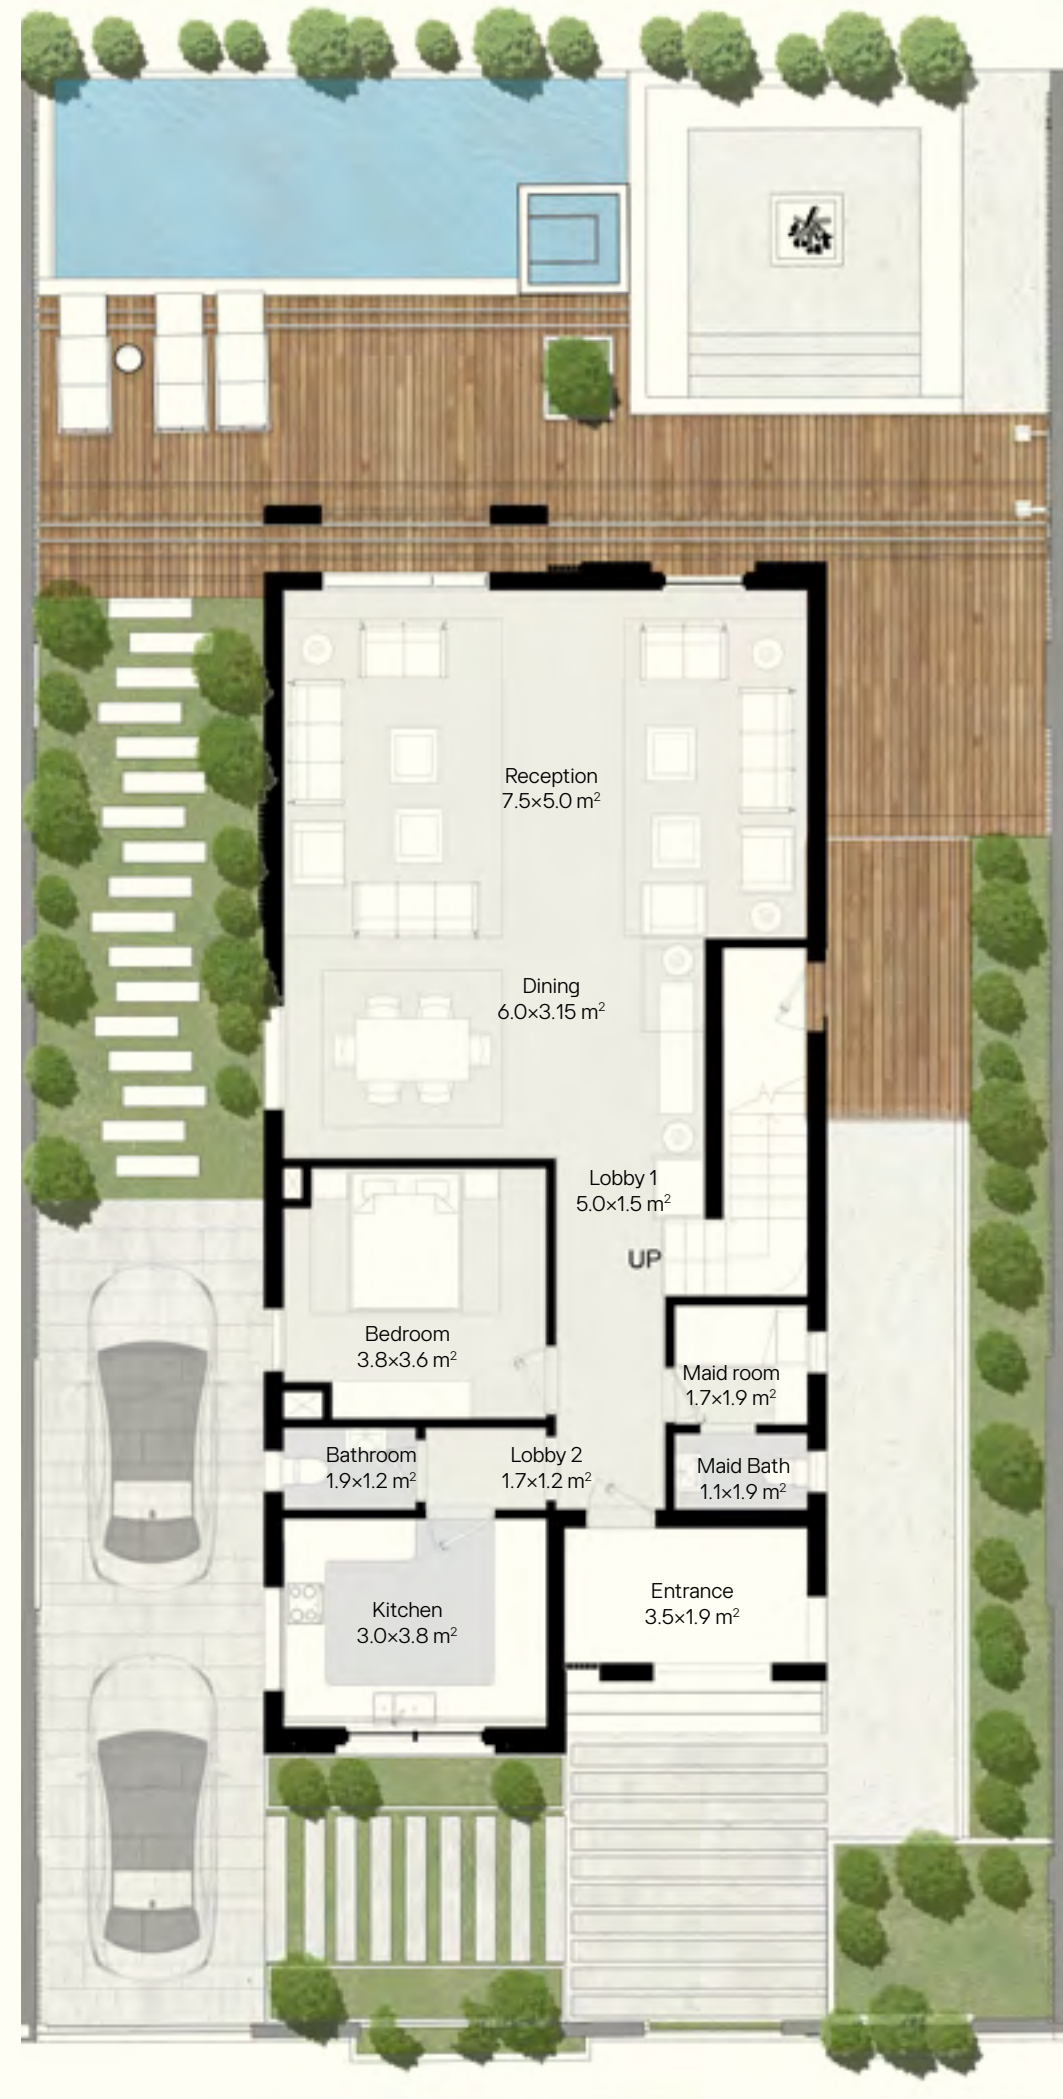 Reception
7.5×5.0 m²
Dining
6.0×3.15 m²
Lobby 1
5.0×1.5 m²
UP
Bedroom
3.8×3.6 m²
Maid room
1.7×1.9 m²
Bathroom
1.9×1.2 m²
Lobby 2
1.7×1.2 m²
Maid Bath
1.1×1.9 m²
Entrance
3.5×1.9 m²
Kitchen
3.0×3.8 m²